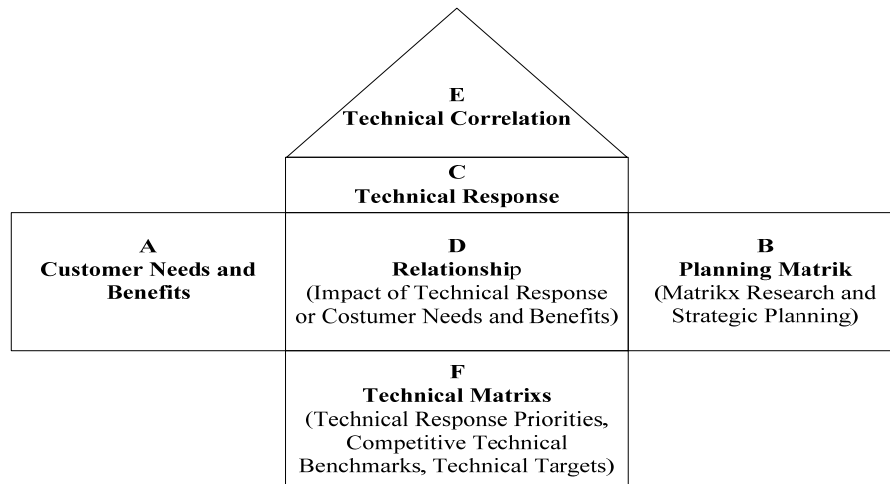 E
Technical Correlation
C
Technical Response
A
Customer Needs and
Benefits
D
Relationship
(Impact of Technical Response
or Costumer Needs and Benefits)
B
Planning Matrik
(Matrikx Research and
Strategic Planning)
F
Technical Matrixs
(Technical Response Priorities,
Competitive Technical
Benchmarks, Technical Targets)